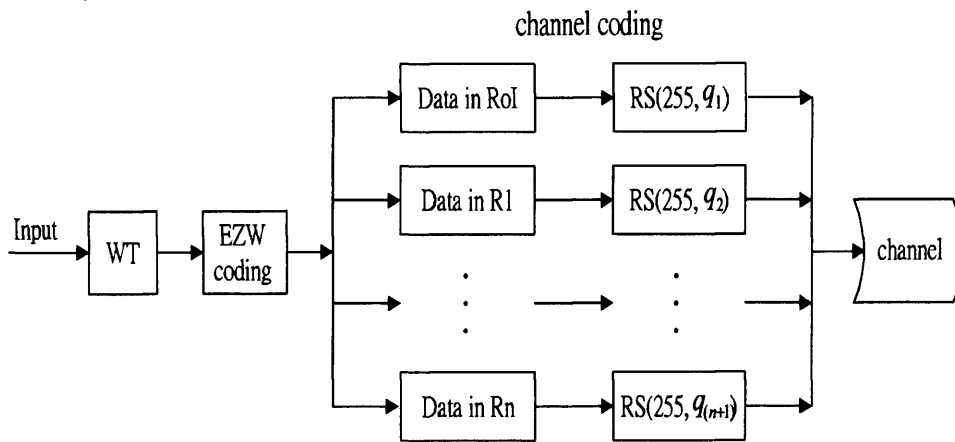 channel coding
Data in RoI
RS(255, q₁)
Data in R1
RS(255, q₂)
Input
WT
EZW
coding
channel
Data in Rn
RS(255, q₍ₙ₊₁₎)